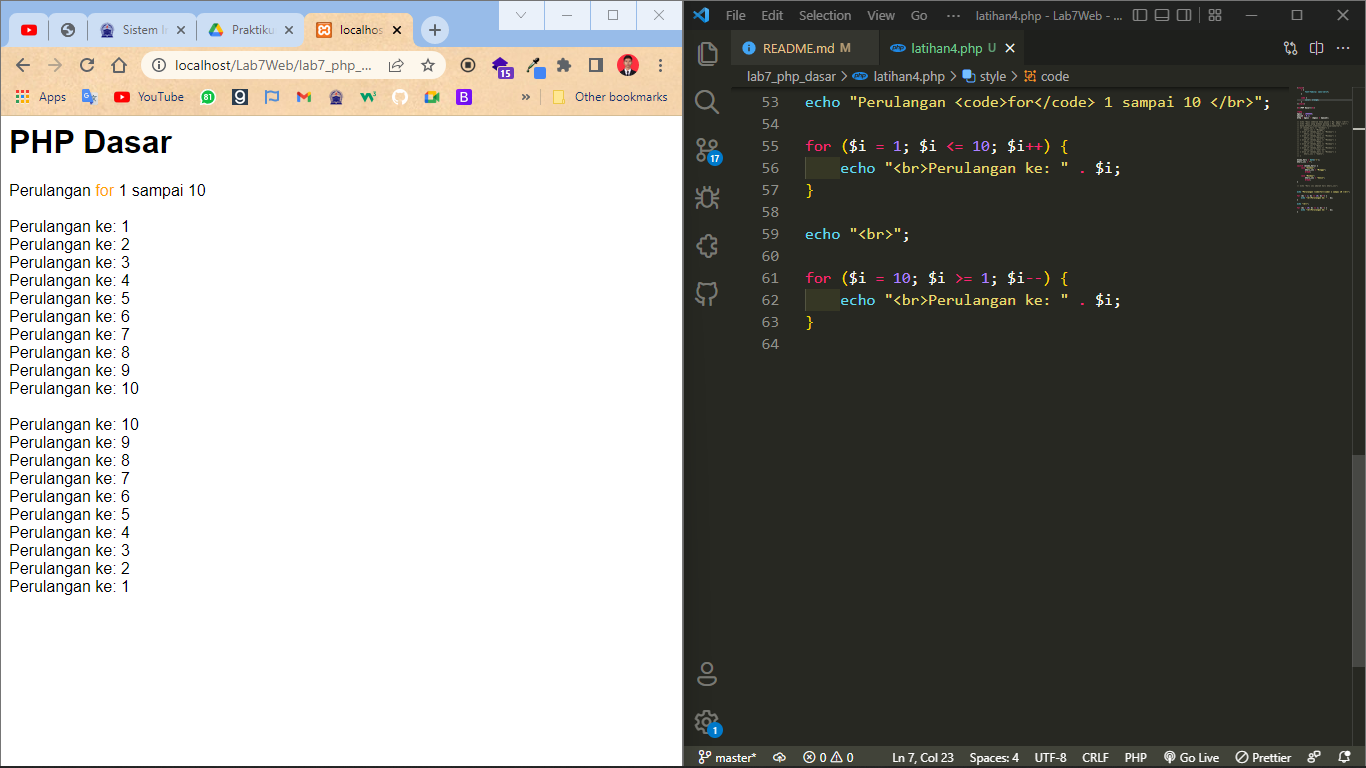 Sistem I
Praktiku
localhos
localhost/Lab7Web/lab7_php_...
15
Apps
YouTube
81
»
Other bookmarks
PHP Dasar
Perulangan for 1 sampai 10
Perulangan ke: 1
Perulangan ke: 2
Perulangan ke: 3
Perulangan ke: 4
Perulangan ke: 5
Perulangan ke: 6
Perulangan ke: 7
Perulangan ke: 8
Perulangan ke: 9
Perulangan ke: 10
Perulangan ke: 10
Perulangan ke: 9
Perulangan ke: 8
Perulangan ke: 7
Perulangan ke: 6
Perulangan ke: 5
Perulangan ke: 4
Perulangan ke: 3
Perulangan ke: 2
Perulangan ke: 1
File Edit Selection View Go ··· latihan4.php - Lab7Web - ...
README.md M latihan4.php U
lab7_php_dasar > latihan4.php > style > code
17
1
53 echo "Perulangan <code>for</code> 1 sampai 10 </br>";
54
55 for ($i = 1; $i <= 10; $i++) {
56 echo "<br>Perulangan ke: " . $i;
57 }
58
59 echo "<br>";
60
61 for ($i = 10; $i >= 1; $i--) {
62 echo "<br>Perulangan ke: " . $i;
63 }
64
master* 0 0 Ln 7, Col 23 Spaces: 4 UTF-8 CRLF PHP Go Live Prettier